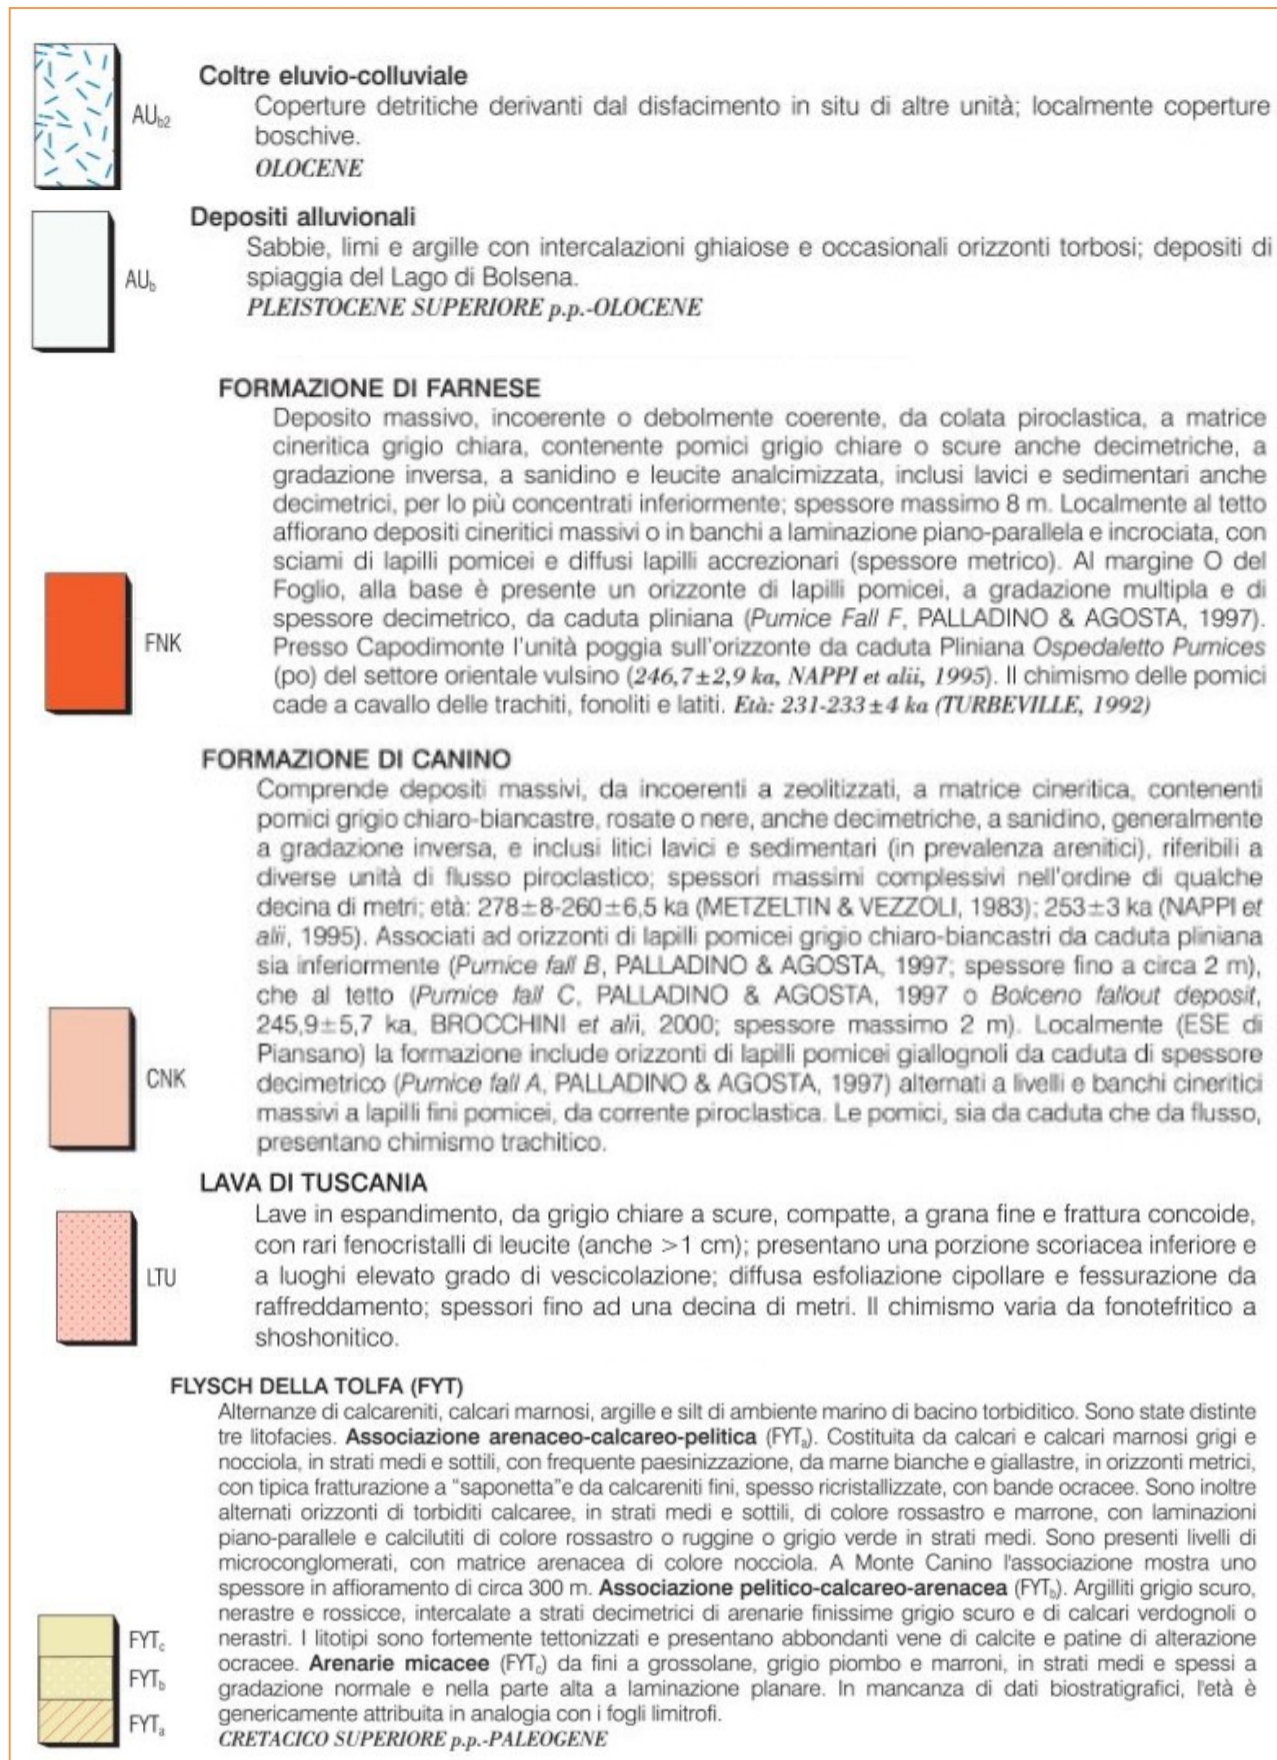 Coltre eluvio-colluviale
Coperture detritiche derivanti dal disfacimento in situ di altre unità; localmente coperture
boschive.
OLOCENE
AUb2
Depositi alluvionali
Sabbie, limi e argille con intercalazioni ghiaiose e occasionali orizzonti torbosi; depositi di
spiaggia del Lago di Bolsena.
PLEISTOCENE SUPERIORE p.p.-OLOCENE
AUb
FORMAZIONE DI FARNESE
Deposito massivo, incoerente o debolmente coerente, da colata piroclastica, a matrice
cineritica grigio chiara, contenente pomici grigio chiare o scure anche decimetriche, a
gradazione inversa, a sanidino e leucite analcimizzata, inclusi lavici e sedimentari anche
decimetrici, per lo più concentrati inferiormente; spessore massimo 8 m. Localmente al tetto
affiorano depositi cineritici massivi o in banchi a laminazione piano-parallela e incrociata, con
sciami di lapilli pomicei e diffusi lapilli accrezionari (spessore metrico). Al margine O del
Foglio, alla base è presente un orizzonte di lapilli pomicei, a gradazione multipla e di
spessore decimetrico, da caduta pliniana (Pumice Fall F, PALLADINO & AGOSTA, 1997).
Presso Capodimonte l'unità poggia sull'orizzonte da caduta Pliniana Ospedaletto Pumices
(po) del settore orientale vulsino (246,7±2,9 ka, NAPPI et alii, 1995). Il chimismo delle pomici
cade a cavallo delle trachiti, fonoliti e latiti. Età: 231-233±4 ka (TURBEVILLE, 1992)
FNK
FORMAZIONE DI CANINO
Comprende depositi massivi, da incoerenti a zeolitizzati, a matrice cineritica, contenenti
pomici grigio chiaro-biancastre, rosate o nere, anche decimetriche, a sanidino, generalmente
a gradazione inversa, e inclusi litici lavici e sedimentari (in prevalenza arenitici), riferibili a
diverse unità di flusso piroclastico; spessori massimi complessivi nell'ordine di qualche
decina di metri; età: 278±8-260±6,5 ka (METZELTIN & VEZZOLI, 1983); 253±3 ka (NAPPI et
alii, 1995). Associati ad orizzonti di lapilli pomicei grigio chiaro-biancastri da caduta pliniana
sia inferiormente (Pumice fall B, PALLADINO & AGOSTA, 1997; spessore fino a circa 2 m),
che al tetto (Pumice fall C, PALLADINO & AGOSTA, 1997 o Bolceno fallout deposit,
245,9±5,7 ka, BROCCHINI et alii, 2000; spessore massimo 2 m). Localmente (ESE di
Piansano) la formazione include orizzonti di lapilli pomicei giallognoli da caduta di spessore
decimetrico (Pumice fall A, PALLADINO & AGOSTA, 1997) alternati a livelli e banchi cineritici
massivi a lapilli fini pomicei, da corrente piroclastica. Le pomici, sia da caduta che da flusso,
presentano chimismo trachitico.
CNK
LAVA DI TUSCANIA
Lave in espandimento, da grigio chiare a scure, compatte, a grana fine e frattura concoide,
con rari fenocristalli di leucite (anche >1 cm); presentano una porzione scoriacea inferiore e
a luoghi elevato grado di vescicolazione; diffusa esfoliazione cipollare e fessurazione da
raffreddamento; spessori fino ad una decina di metri. Il chimismo varia da fonotefritico a
shoshonitico.
LTU
FLYSCH DELLA TOLFA (FYT)
Alternanze di calcareniti, calcari marnosi, argille e silt di ambiente marino di bacino torbiditico. Sono state distinte
tre litofacies. Associazione arenaceo-calcareo-pelitica (FYTa). Costituita da calcari e calcari marnosi grigi e
nocciola, in strati medi e sottili, con frequente paesinizzazione, da marne bianche e giallastre, in orizzonti metrici,
con tipica fratturazione a "saponetta"e da calcareniti fini, spesso ricristallizzate, con bande ocracee. Sono inoltre
alternati orizzonti di torbiditi calcaree, in strati medi e sottili, di colore rossastro e marrone, con laminazioni
piano-parallele e calcilutiti di colore rossastro o ruggine o grigio verde in strati medi. Sono presenti livelli di
microconglomerati, con matrice arenacea di colore nocciola. A Monte Canino l'associazione mostra uno
spessore in affioramento di circa 300 m. Associazione pelitico-calcareo-arenacea (FYTb). Argilliti grigio scuro,
nerastre e rossicce, intercalate a strati decimetrici di arenarie finissime grigio scuro e di calcari verdognoli o
nerastri. I litotipi sono fortemente tettonizzati e presentano abbondanti vene di calcite e patine di alterazione
ocracee. Arenarie micacee (FYTc) da fini a grossolane, grigio piombo e marroni, in strati medi e spessi a
gradazione normale e nella parte alta a laminazione planare. In mancanza di dati biostratigrafici, l'età è
genericamente attribuita in analogia con i fogli limitrofi.
CRETACICO SUPERIORE p.p.-PALEOGENE
FYTc
FYTb
FYTa